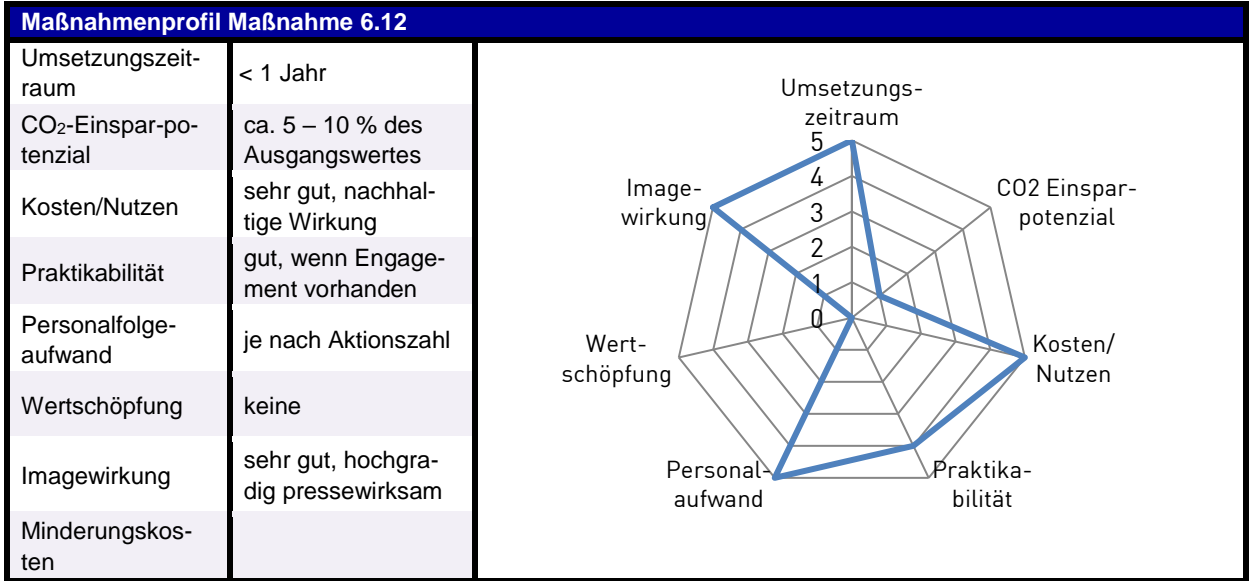 Maßnahmenprofil Maßnahme 6.12
Umsetzungszeit-
raum
< 1 Jahr
CO2-Einspar-po-
tenzial
ca. 5 – 10 % des
Ausgangswertes
Kosten/Nutzen
sehr gut, nachhal-
tige Wirkung
Praktikabilität
gut, wenn Engage-
ment vorhanden
Personalfolge-
aufwand
je nach Aktionszahl
Wertschöpfung
keine
Imagewirkung
sehr gut, hochgra-
dig pressewirksam
Minderungskos-
ten
Umsetzungs-
zeitraum
5
4
3
2
1
0
CO2 Einspar-
potenzial
Kosten/
Nutzen
Praktika-
bilität
Personal-
aufwand
Wert-
schöpfung
Image-
wirkung